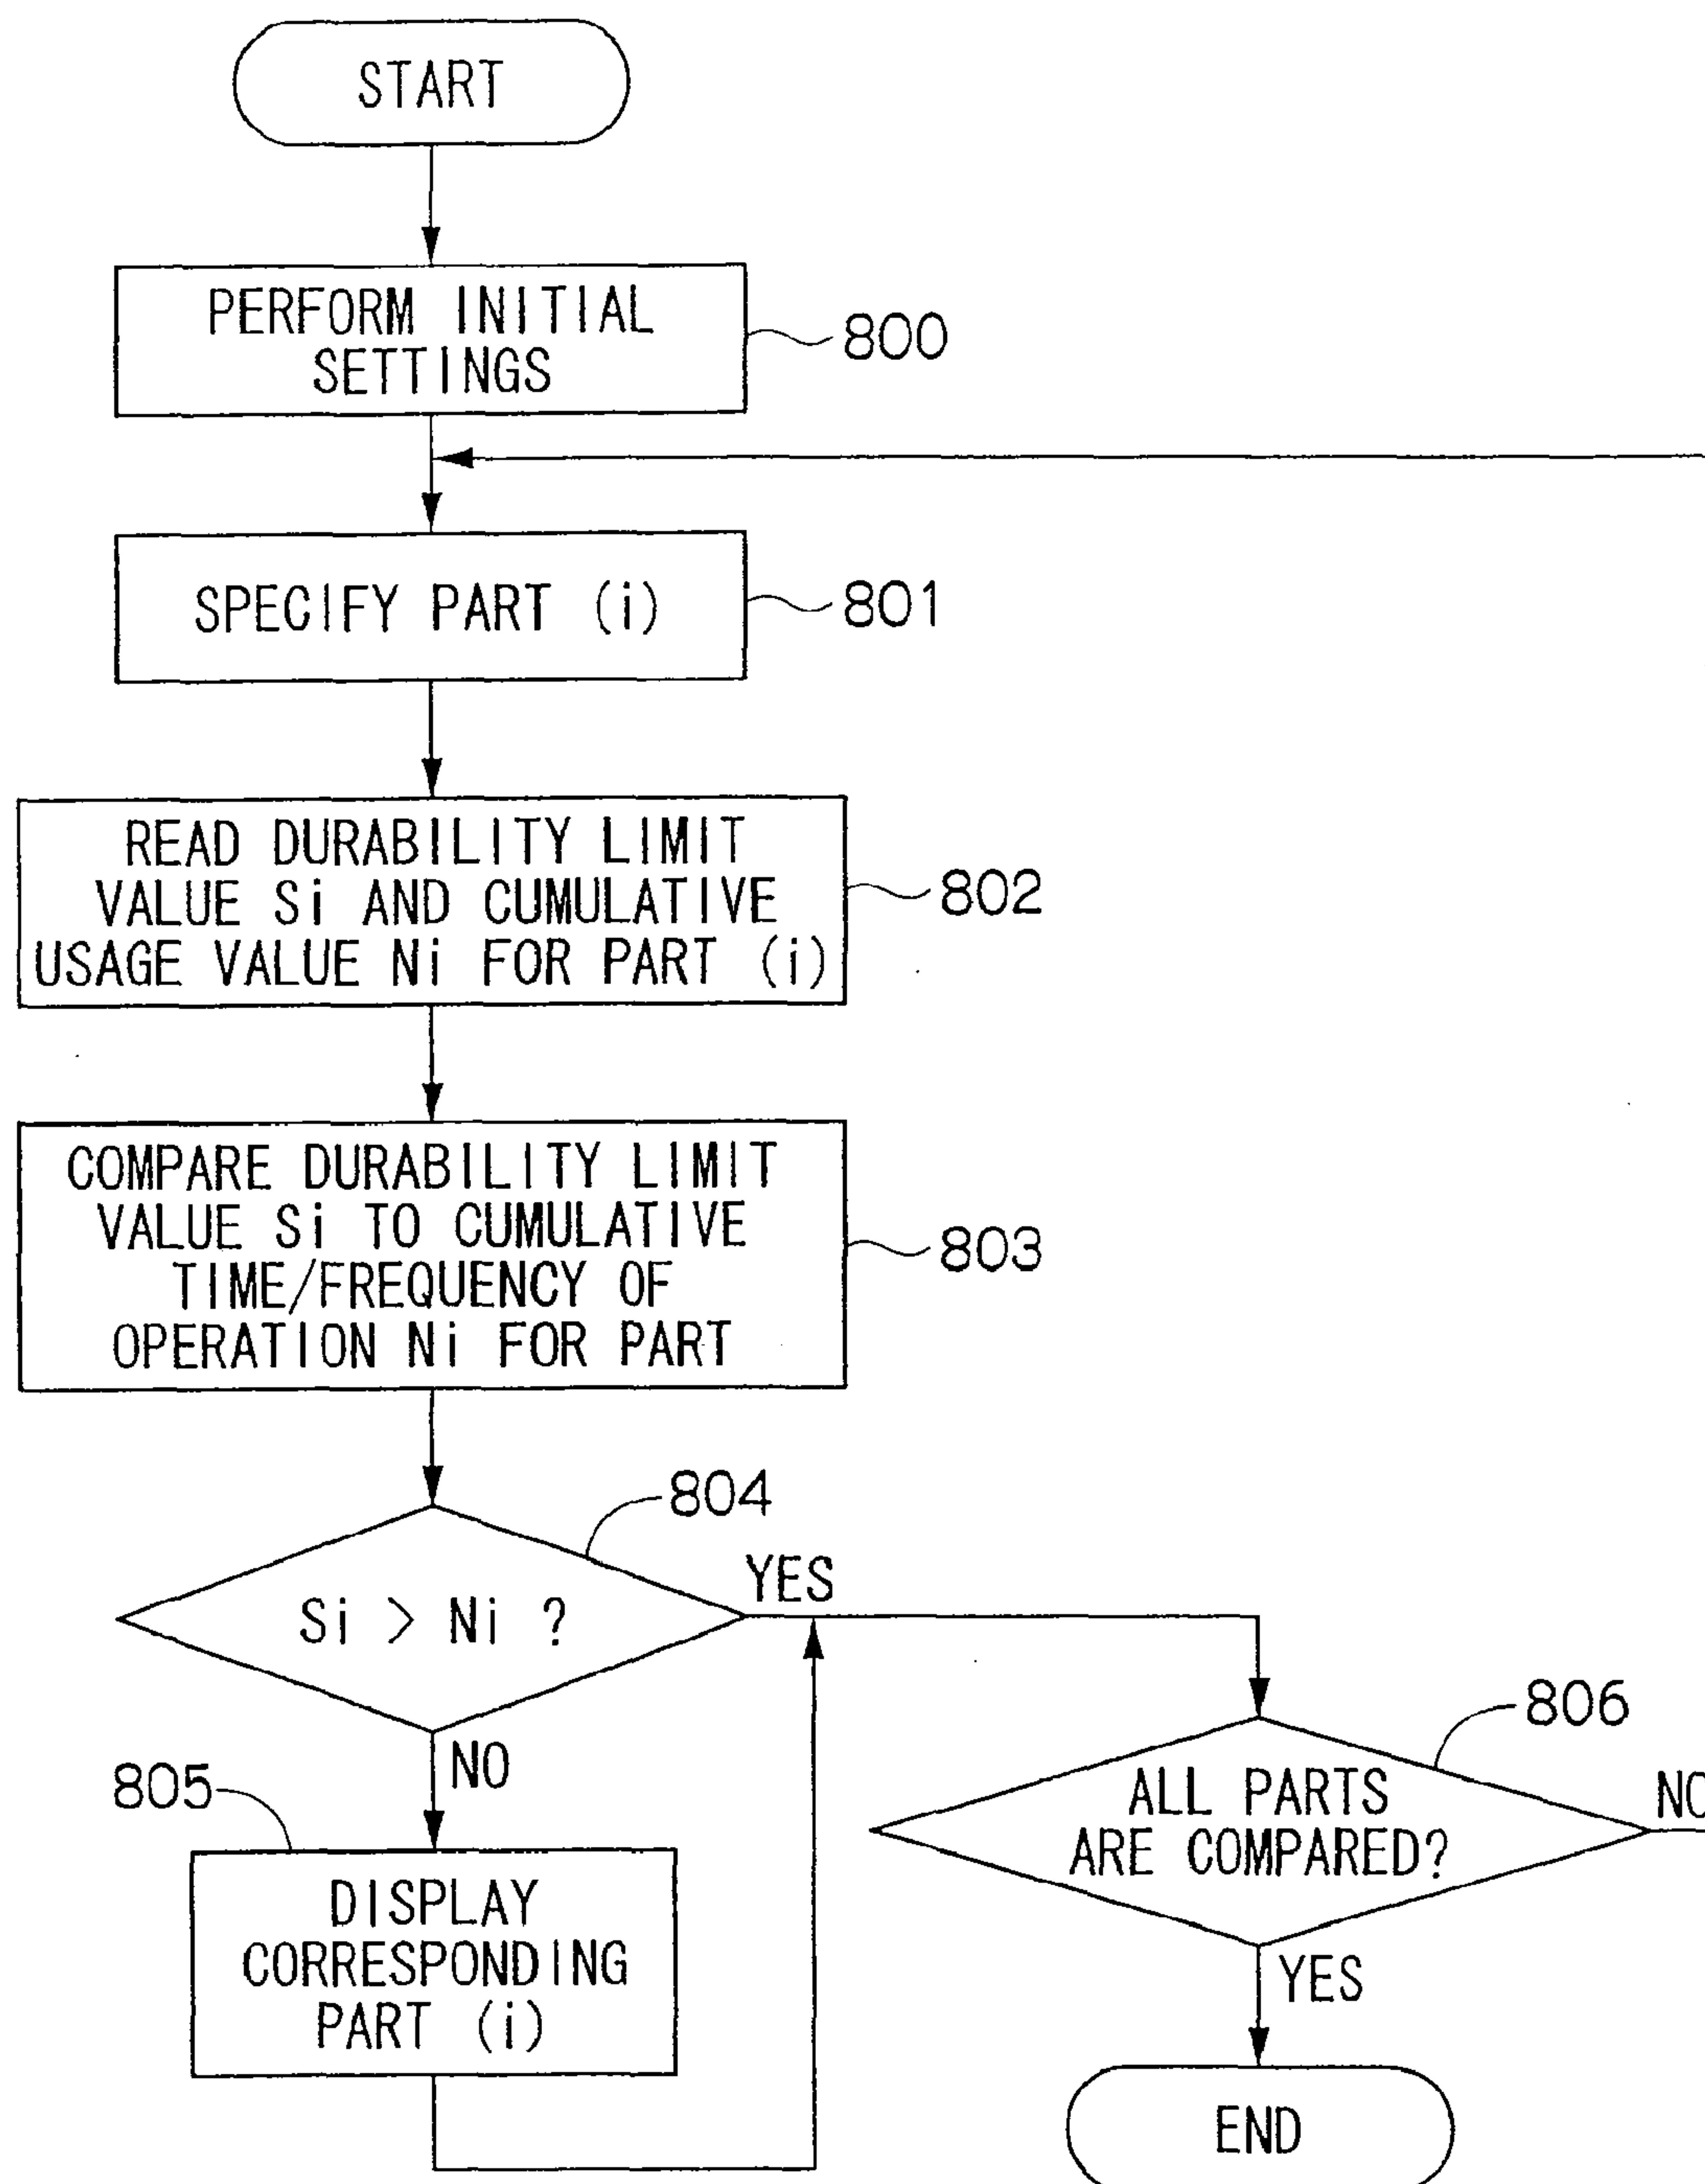 START
PERFORM INITIAL
SETTINGS
800
SPECIFY PART (i)
801
READ DURABILITY LIMIT
VALUE Si AND CUMULATIVE
USAGE VALUE Ni FOR PART (i)
802
COMPARE DURABILITY LIMIT
VALUE Si TO CUMULATIVE
TIME/FREQUENCY OF
OPERATION Ni FOR PART
803
804
Si > Ni ?
YES
NO
805
DISPLAY
CORRESPONDING
PART (i)
806
ALL PARTS
ARE COMPARED?
NO
YES
END